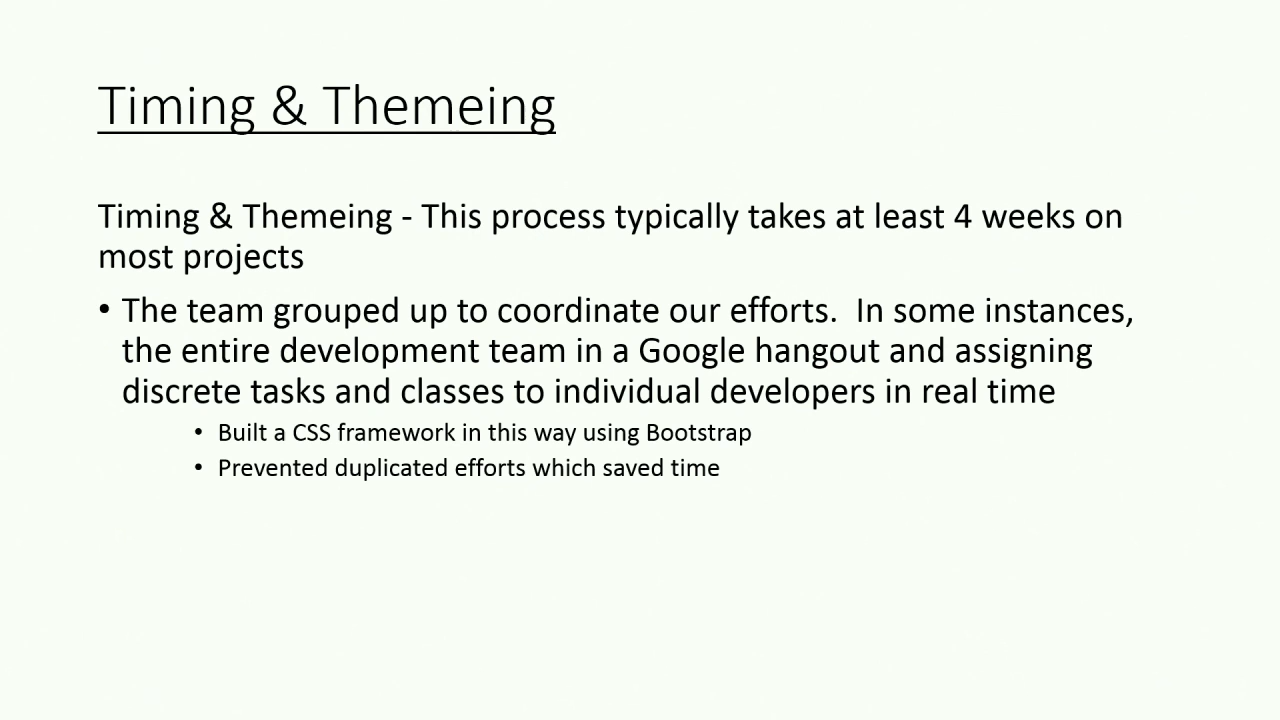 Timing & Themeing
Timing & Themeing - This process typically takes at least 4 weeks on
most projects
• The team grouped up to coordinate our efforts.  In some instances,
the entire development team in a Google hangout and assigning
discrete tasks and classes to individual developers in real time
• Built a CSS framework in this way using Bootstrap
• Prevented duplicated efforts which saved time